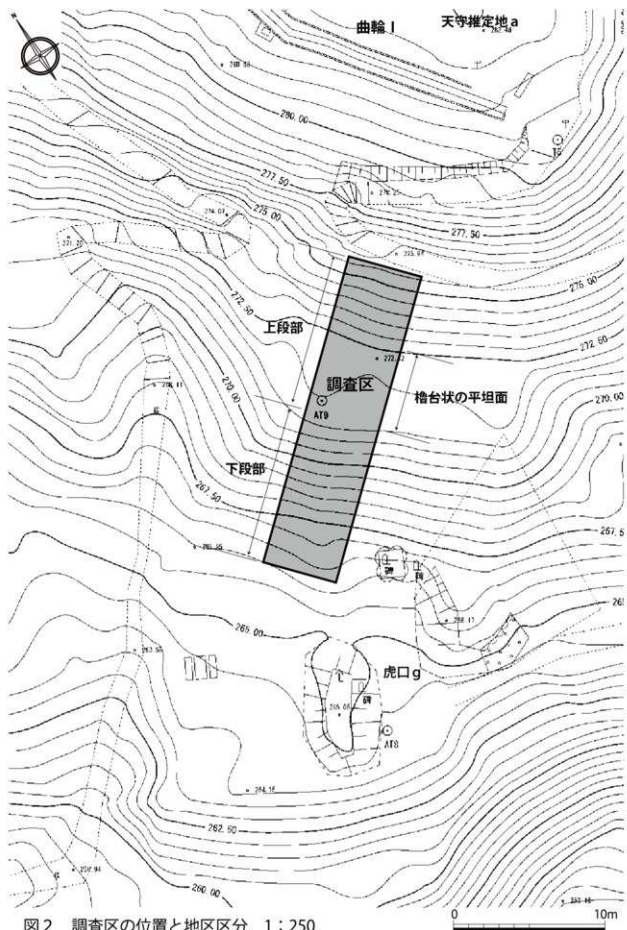 曲輪Ⅰ
天守推定地a
280.00
277.50
277.50
275.00
275.00
272.50
272.50
上段部
調査区
櫓台状の平坦面
AT9
270.00
270.00
下段部
267.50
265.00
碑
虎口g
碑
AT8
262.50
260.00
図2 調査区の位置と地区区分 1:250
0 10m